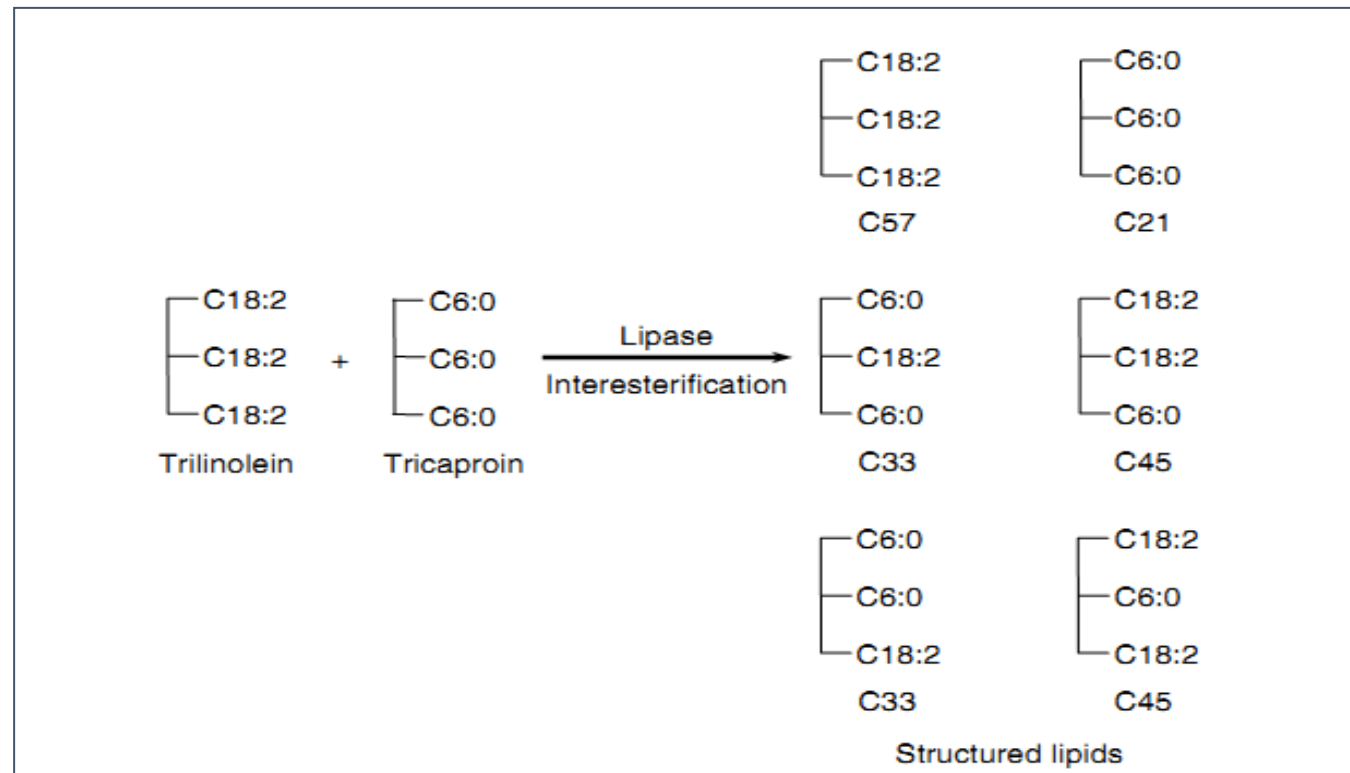 C18:2 C6:0
C18:2 C6:0
C18:2 C6:0
C57 C21
C18:2 C6:0 C6:0 C18:2
Lipase
C18:2 + C6:0 C18:2 C18:2
Interesterification
C18:2 C6:0 C6:0 C6:0
Trilinolein Tricaproin C33 C45
C6:0 C18:2
C6:0 C6:0
C18:2 C18:2
C33 C45
Structured lipids